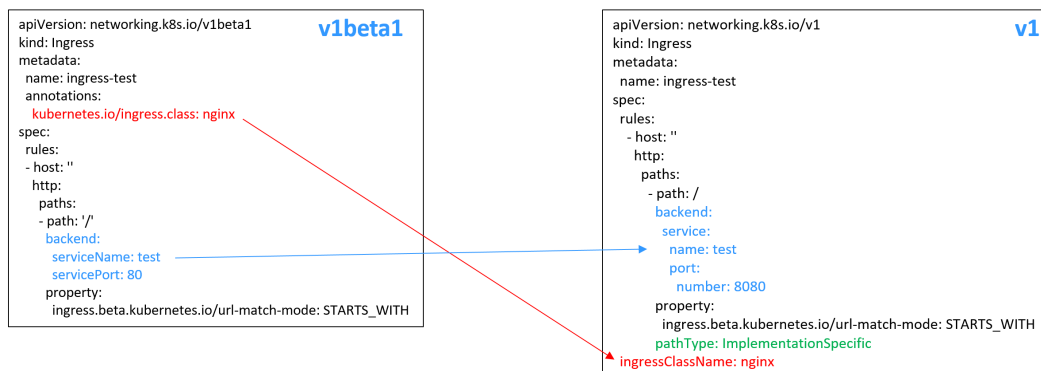 apiVersion: networking.k8s.io/v1beta1
v1beta1
kind: Ingress
metadata:
name: ingress-test
annotations:
kubernetes.io/ingress.class: nginx
spec:
rules:
- host: ''
http:
paths:
- path: '/'
backend:
serviceName: test
servicePort: 80
property:
ingress.beta.kubernetes.io/url-match-mode: STARTS_WITH
apiVersion: networking.k8s.io/v1
v1
kind: Ingress
metadata:
name: ingress-test
spec:
rules:
- host: ''
http:
paths:
- path: /
backend:
service:
name: test
port:
number: 8080
property:
ingress.beta.kubernetes.io/url-match-mode: STARTS_WITH
pathType: ImplementationSpecific
ingressClassName: nginx